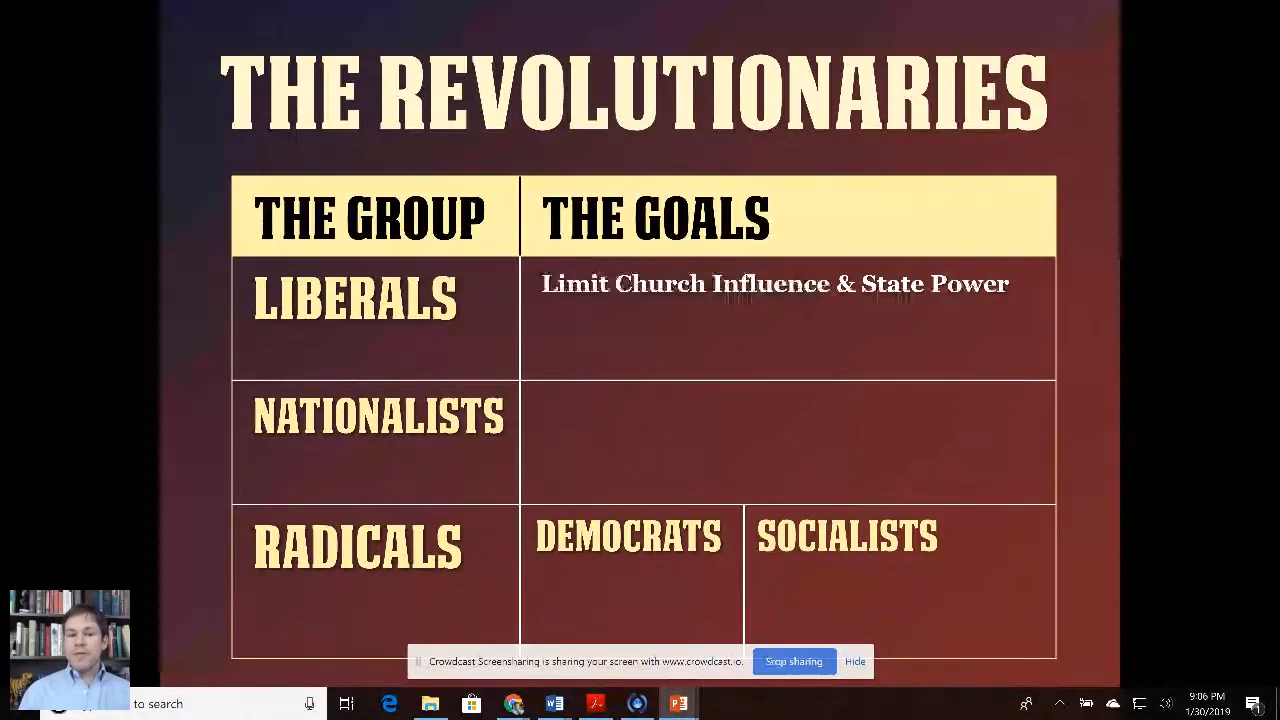 THE REVOLUTIONARIES
THE GROUP
THE GOALS
LIBERALS
Limit Church Influence & State Power
NATIONALISTS
RADICALS
DEMOCRATS
SOCIALISTS
Crowdcast Screensharing is sharing your screen with www.crowdcast.io.
Stop sharing
Hide
to search
9:06 PM
1/30/2019